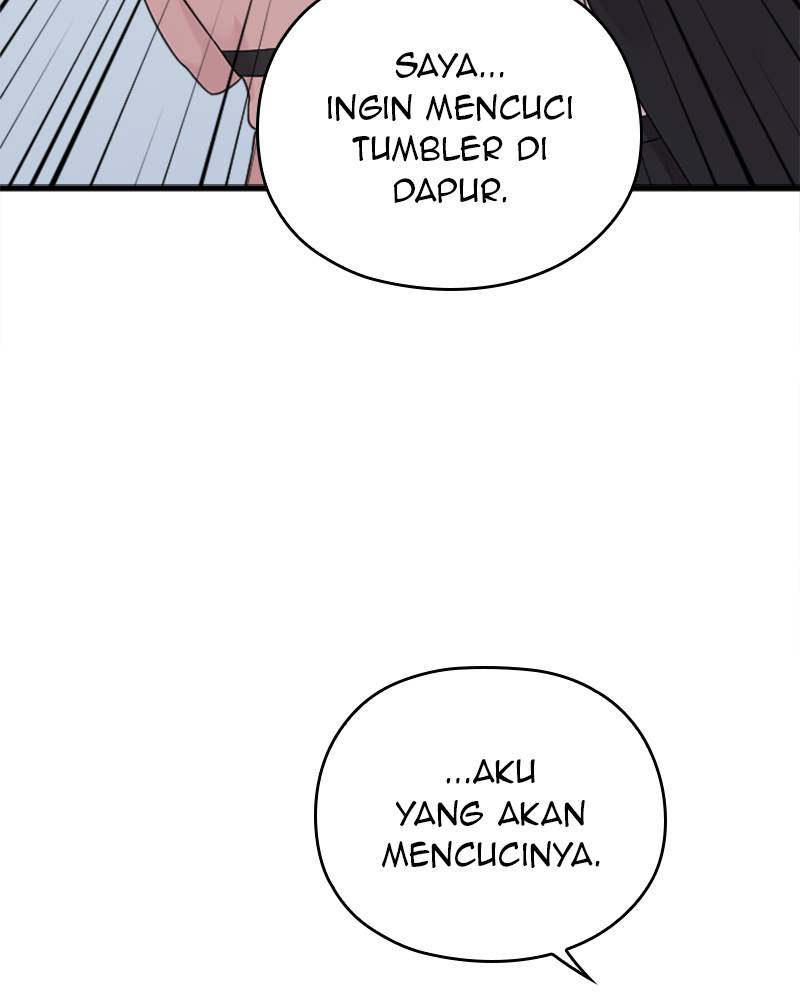 SAYA...
INGIN MENCUCI
TUMBLER DI
DAPUR.
...AKU
YANG AKAN
MENCUCINYA.